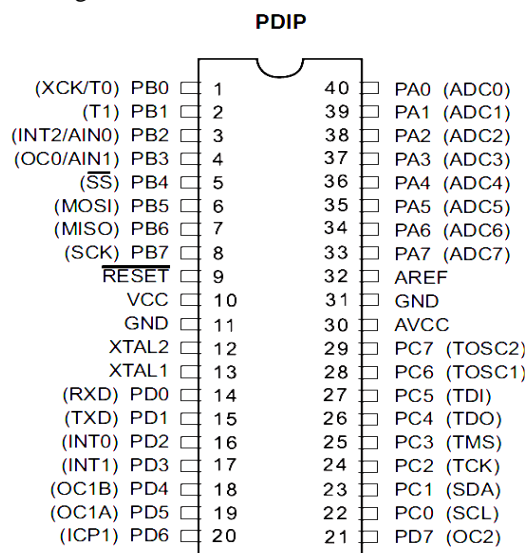 PDIP
(XCK/T0) PB0 1 40 PA0 (ADC0)
(T1) PB1 2 39 PA1 (ADC1)
(INT2/AIN0) PB2 3 38 PA2 (ADC2)
(OC0/AIN1) PB3 4 37 PA3 (ADC3)
(SS) PB4 5 36 PA4 (ADC4)
(MOSI) PB5 6 35 PA5 (ADC5)
(MISO) PB6 7 34 PA6 (ADC6)
(SCK) PB7 8 33 PA7 (ADC7)
RESET 9 32 AREF
VCC 10 31 GND
GND 11 30 AVCC
XTAL2 12 29 PC7 (TOSC2)
XTAL1 13 28 PC6 (TOSC1)
(RXD) PD0 14 27 PC5 (TDI)
(TXD) PD1 15 26 PC4 (TDO)
(INT0) PD2 16 25 PC3 (TMS)
(INT1) PD3 17 24 PC2 (TCK)
(OC1B) PD4 18 23 PC1 (SDA)
(OC1A) PD5 19 22 PC0 (SCL)
(ICP1) PD6 20 21 PD7 (OC2)